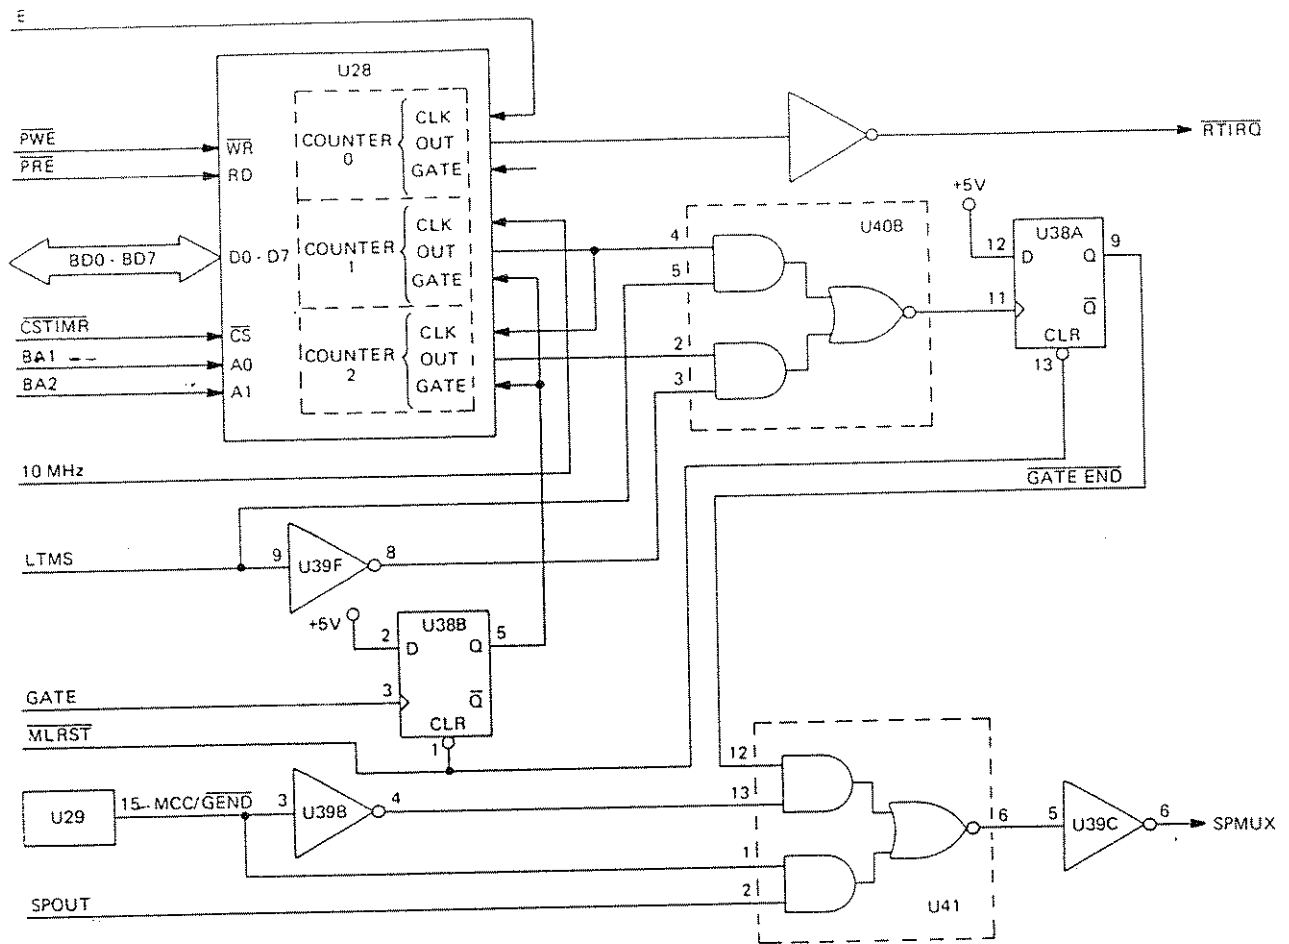 E
U28
CLK
COUNTER 0
OUT
GATE
PWE
WR
PRE
RD
RTIRQ
+5V
U40B
U38A
CLK
COUNTER 1
OUT
GATE
BD0 - BD7
D0 - D7
4
5
12
D
Q
9
11
Q
CLR
13
CLK
COUNTER 2
OUT
GATE
CSTIMR
CS
BA1
A0
BA2
A1
2
3
10 MHz
GATE END
LTMS
9
U39F
8
+5V
U38B
2
D
Q
5
GATE
3
Q
CLR
1
MLRST
U29
15 MCC/GEND
3
U39B
4
12
13
6
5
U39C
6
SPMUX
1
2
SPOUT
U41